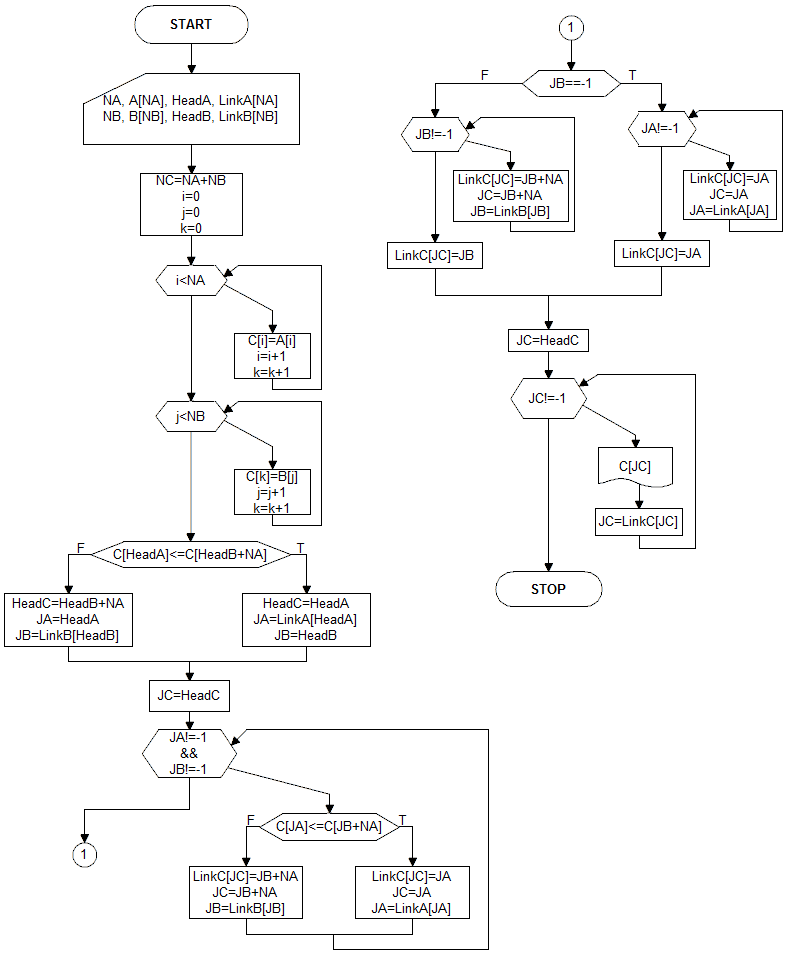 START
NA, A[NA], HeadA, LinkA[NA]
NB, B[NB], HeadB, LinkB[NB]
NC=NA+NB
i=0
j=0
k=0
i<NA
C[i]=A[i]
i=i+1
k=k+1
j<NB
C[k]=B[j]
j=j+1
k=k+1
F
C[HeadA]<=C[HeadB+NA]
T
HeadC=HeadB+NA
JA=HeadA
JB=LinkB[HeadB]
HeadC=HeadA
JA=LinkA[HeadA]
JB=HeadB
JC=HeadC
JA!=-1
&&
JB!=-1
F
C[JA]<=C[JB+NA]
T
LinkC[JC]=JB+NA
JC=JB+NA
JB=LinkB[JB]
LinkC[JC]=JA
JC=JA
JA=LinkA[JA]
1
1
F
JB==-1
T
JB!=-1
LinkC[JC]=JB+NA
JC=JB+NA
JB=LinkB[JB]
LinkC[JC]=JB
JA!=-1
LinkC[JC]=JA
JC=JA
JA=LinkA[JA]
LinkC[JC]=JA
JC=HeadC
JC!=-1
C[JC]
JC=LinkC[JC]
STOP